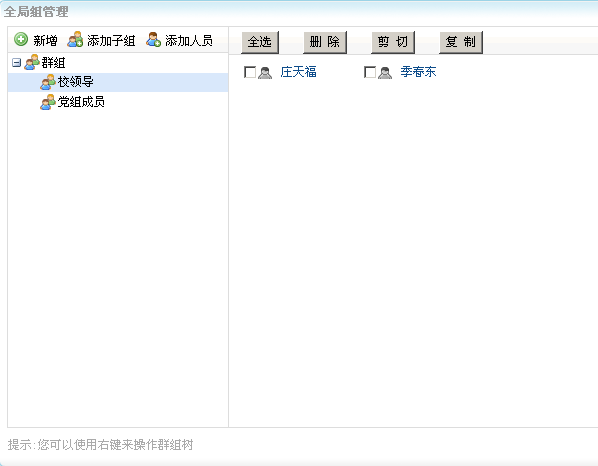 全局组管理
新增 添加子组 添加人员
全选 删 除 剪 切 复 制
群组
校领导
党组成员
庄天福 季春东
提示:您可以使用右键来操作群组树